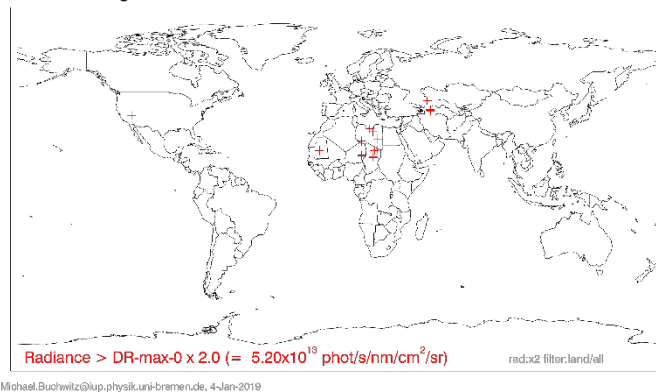 Radiance > DR-max-0 x 2.0 (= 5.20x10¹³ phot/s/nm/cm²/sr)
rad:x2 filter:land/all
Michael.Buchwitz@iup.physik.uni-bremen.de, 4-Jan-2019